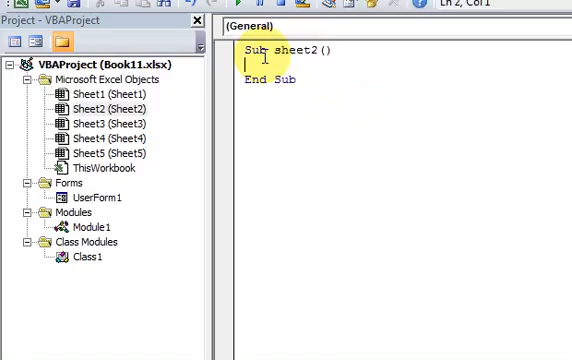 Ln 2, Col 1
Project - VBAProject
(General)
VBAProject (Book11.xlsx)
Microsoft Excel Objects
Sheet1 (Sheet1)
Sheet2 (Sheet2)
Sheet3 (Sheet3)
Sheet4 (Sheet4)
Sheet5 (Sheet5)
ThisWorkbook
Forms
UserForm1
Modules
Module1
Class Modules
Class1
Sub sheet2()
End Sub